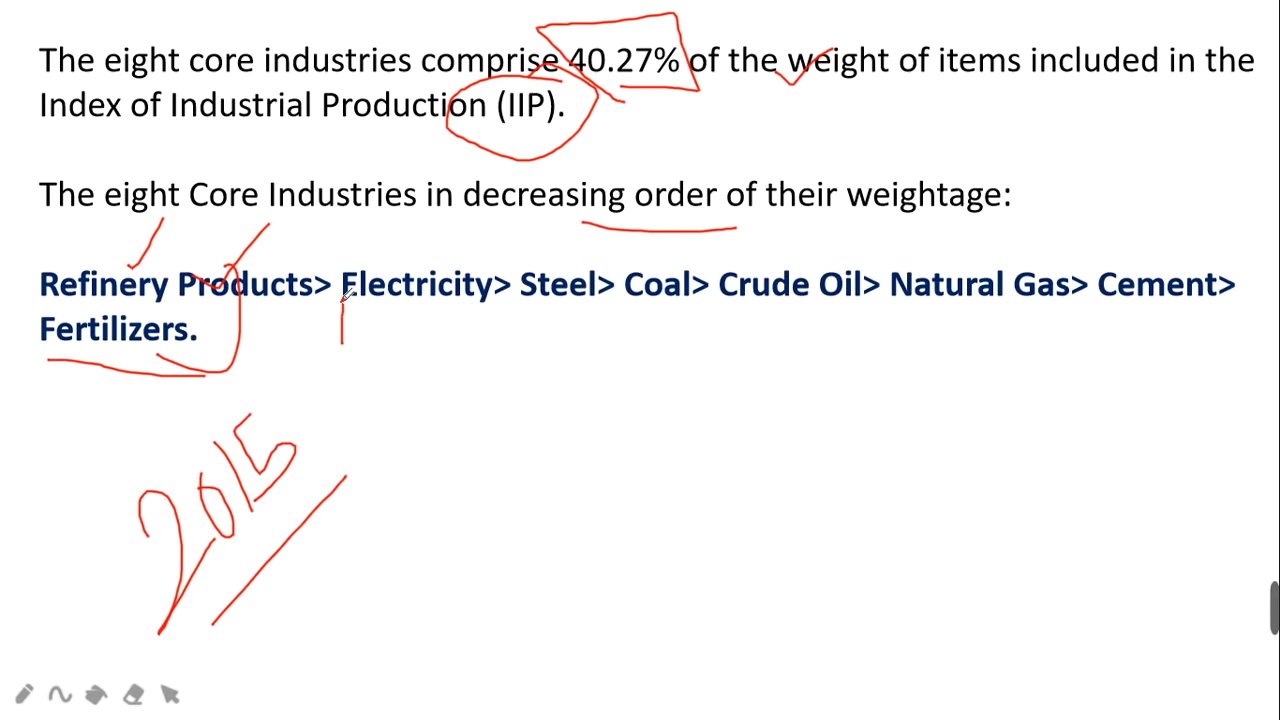 The eight core industries comprise 40.27% of the weight of items included in the
Index of Industrial Production (IIP).
The eight Core Industries in decreasing order of their weightage:
Refinery Products> Electricity> Steel> Coal> Crude Oil> Natural Gas> Cement>
Fertilizers.
2015